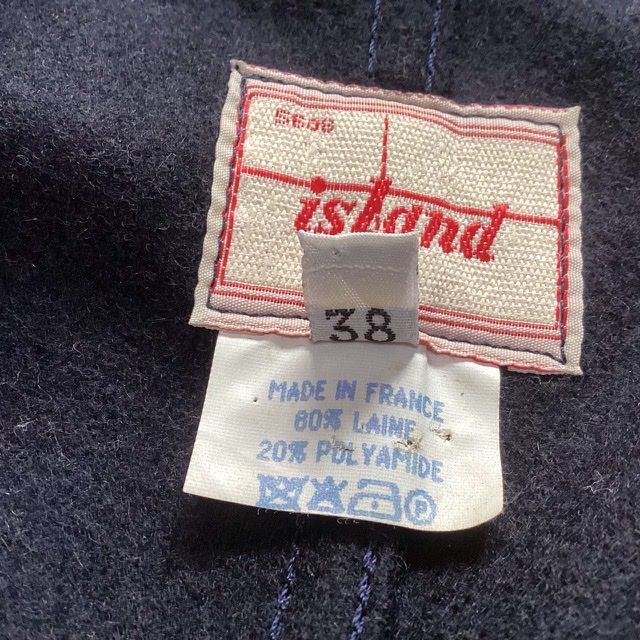 island
38
MADE IN FRANCE
80% LAINE
20% POLYAMIDE
P